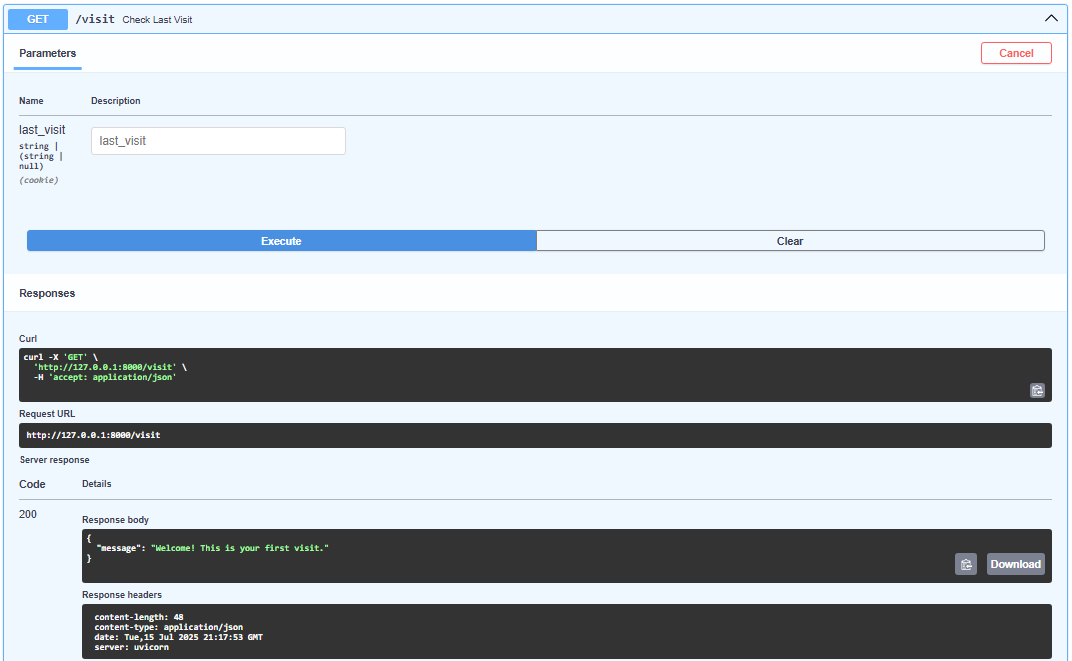 GET /visit Check Last Visit
Parameters
Cancel
Name Description
last_visit
string |
(string |
null)
(cookie)
last_visit
Execute Clear
Responses
Curl
curl -X 'GET' \
'http://127.0.0.1:8000/visit' \
-H 'accept: application/json'
Request URL
http://127.0.0.1:8000/visit
Server response
Code Details
200
Response body
{
"message": "Welcome! This is your first visit."
}
Download
Response headers
content-length: 48
content-type: application/json
date: Tue,15 Jul 2025 21:17:53 GMT
server: uvicorn